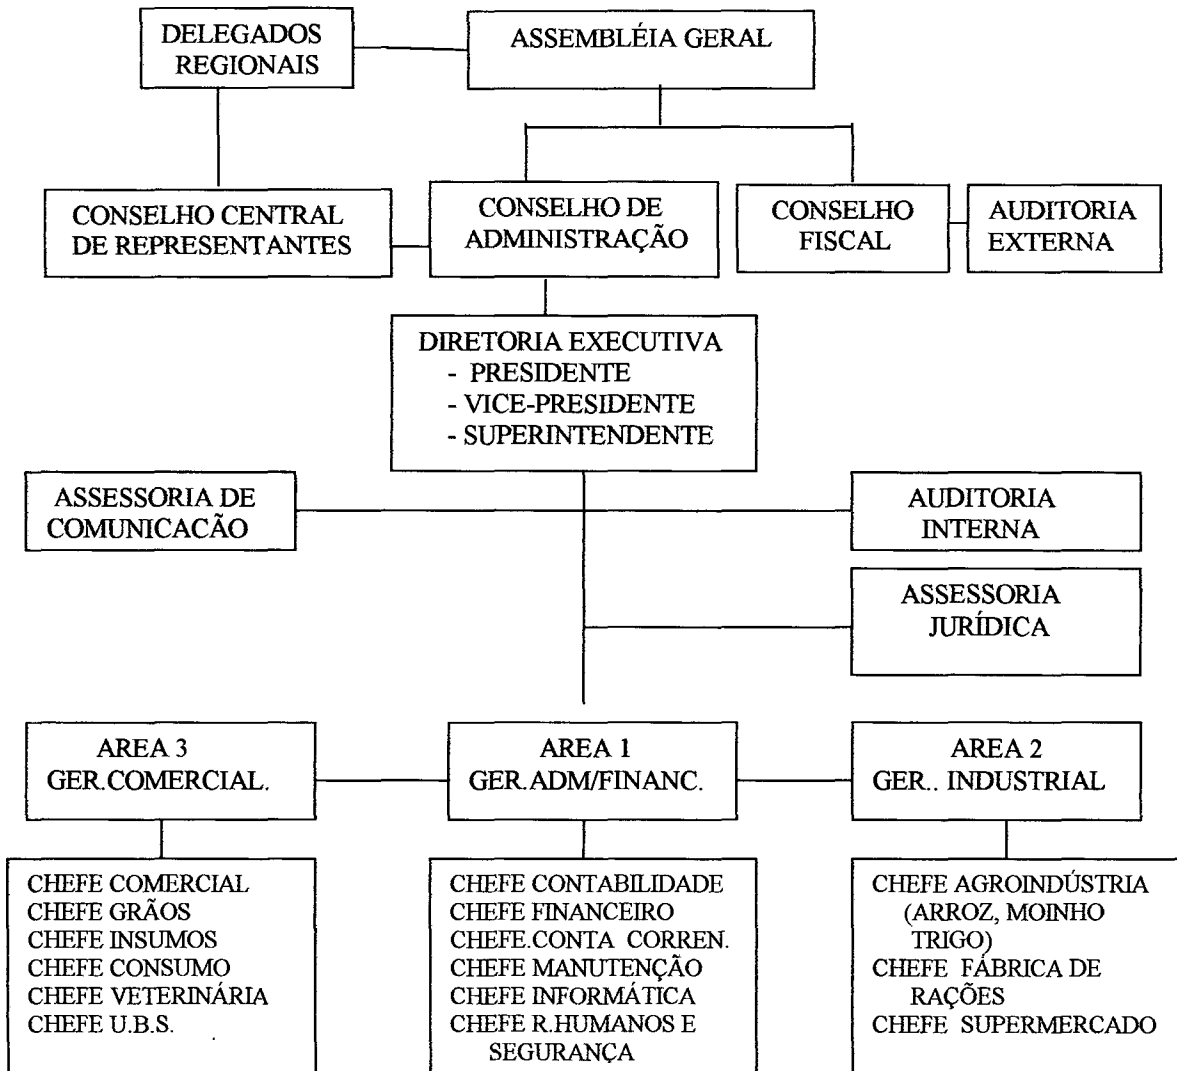 DELEGADOS
REGIONAIS
ASSEMBLÉIA GERAL
CONSELHO CENTRAL
DE REPRESENTANTES
CONSELHO DE
ADMINISTRAÇÃO
CONSELHO
FISCAL
AUDITORIA
EXTERNA
DIRETORIA EXECUTIVA
- PRESIDENTE
- VICE-PRESIDENTE
- SUPERINTENDENTE
ASSESSORIA DE
COMUNICACÃO
AUDITORIA
INTERNA
ASSESSORIA
JURÍDICA
AREA 3
GER.COMERCIAL.
AREA 1
GER.ADM/FINANC.
AREA 2
GER.. INDUSTRIAL
CHEFE COMERCIAL
CHEFE GRÃOS
CHEFE INSUMOS
CHEFE CONSUMO
CHEFE VETERINÁRIA
CHEFE U.B.S.
CHEFE CONTABILIDADE
CHEFE FINANCEIRO
CHEFE.CONTA CORREN.
CHEFE MANUTENÇÃO
CHEFE INFORMÁTICA
CHEFE R.HUMANOS E
SEGURANÇA
CHEFE AGROINDÚSTRIA
(ARROZ, MOINHO
TRIGO)
CHEFE FÁBRICA DE
RAÇÕES
CHEFE SUPERMERCADO